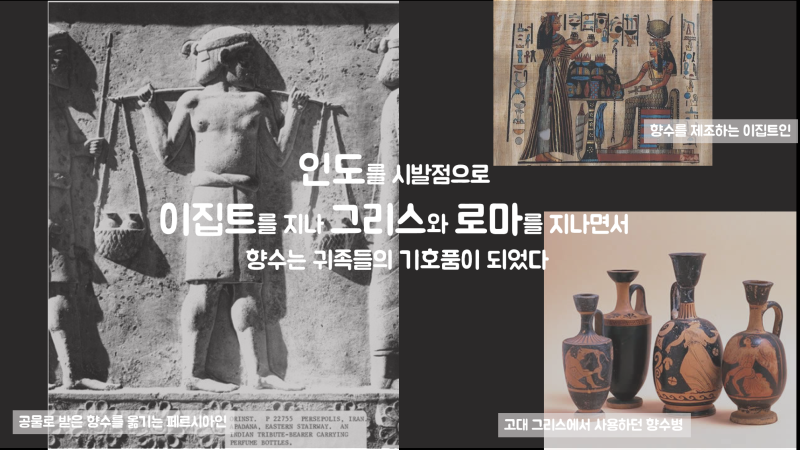 향수를 제조하는 이집트인
인도를 시발점으로
이집트를 지나 그리스와 로마를 지나면서
향수는 귀족들의 기호품이 되었다
공물로 받은 향수를 옮기는 페르시아인
INST. P 22755 PERSEPOLIS, IRAN.
APADANA, EASTERN STAIRWAY. AN
INDIAN TRIBUTE-BEARER CARRYING
PERFUME BOTTLES.
고대 그리스에서 사용하던 향수병